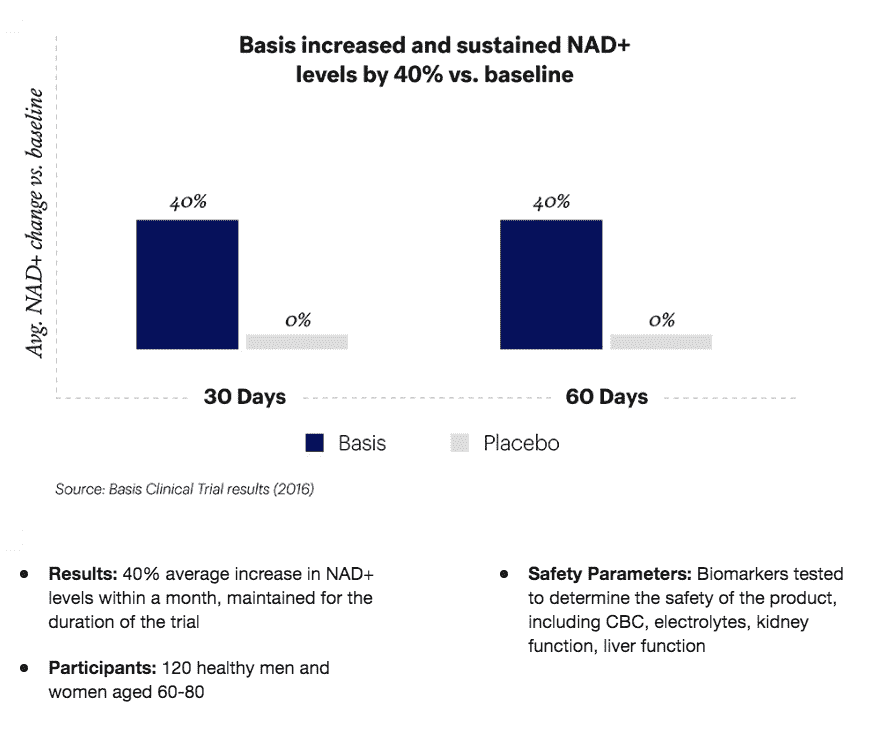 Basis increased and sustained NAD+
levels by 40% vs. baseline
Avg. NAD+ change vs. baseline
40%
0%
40%
0%
30 Days
60 Days
Basis
Placebo
Source: Basis Clinical Trial results (2016)
• Results: 40% average increase in NAD+
levels within a month, maintained for the
duration of the trial
• Participants: 120 healthy men and
women aged 60-80
• Safety Parameters: Biomarkers tested
to determine the safety of the product,
including CBC, electrolytes, kidney
function, liver function